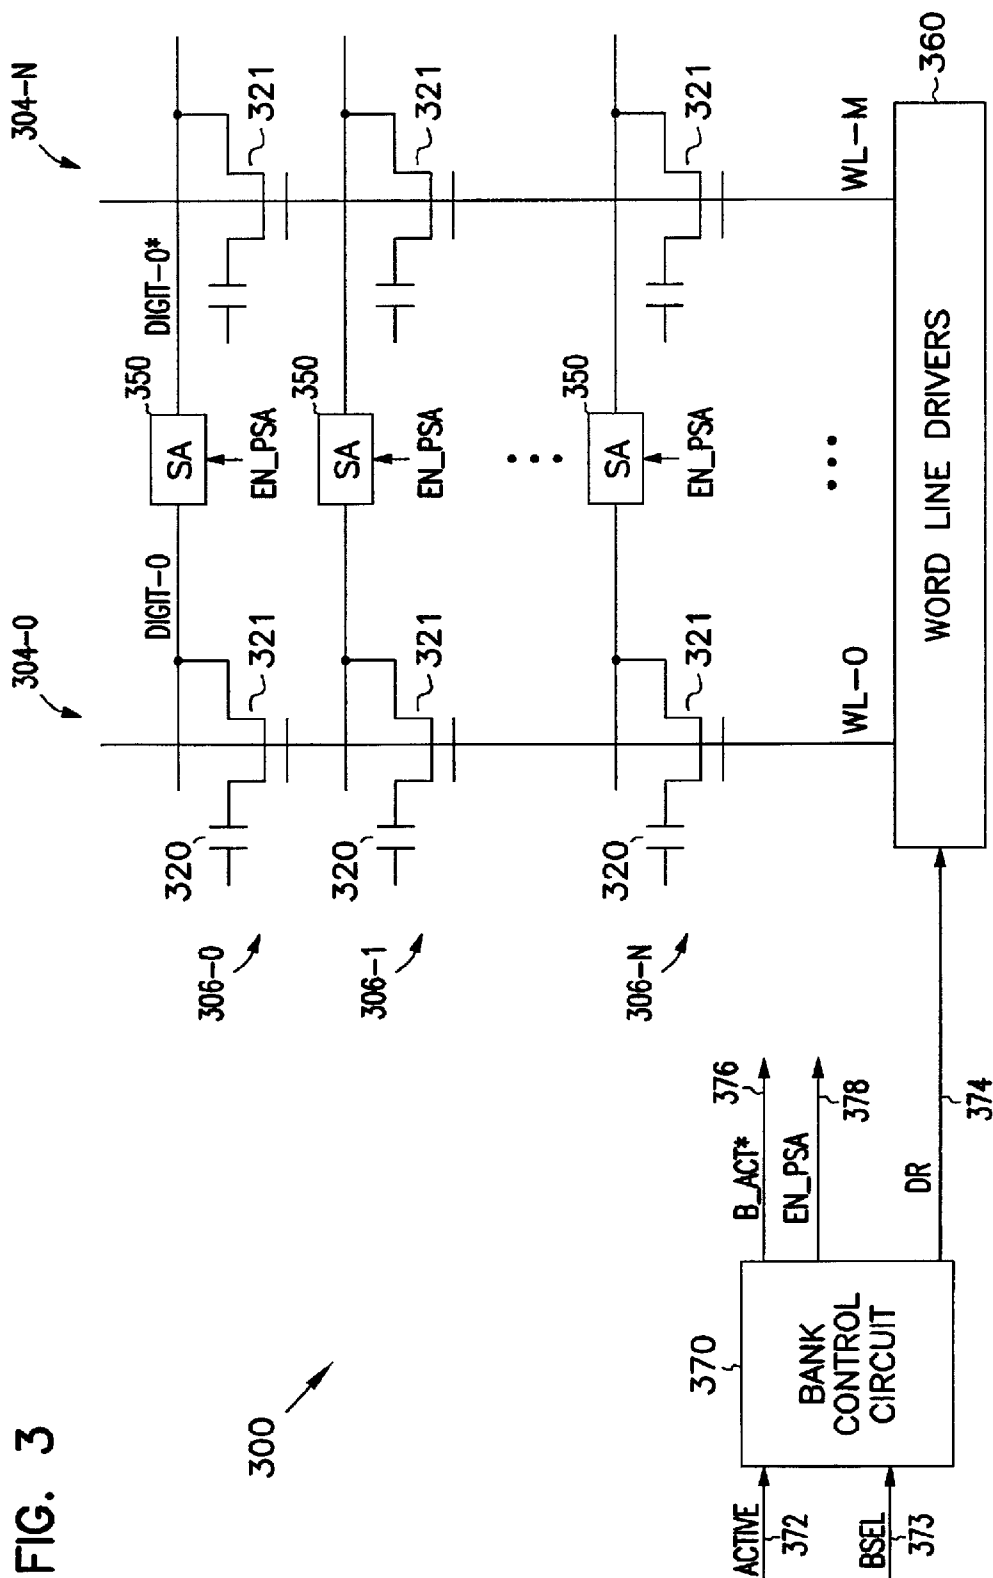 FIG. 3
300
304-0
304-N
DIGIT-0
350
DIGIT-0*
320
321
SA
321
EN_PSA
306-0
350
320
321
SA
321
EN_PSA
306-1
350
320
321
SA
321
EN_PSA
306-N
WL-0
WL-M
WORD LINE DRIVERS
360
ACTIVE
372
BSEL
373
370
BANK
CONTROL
CIRCUIT
B_ACT*
376
EN_PSA
378
DR
374